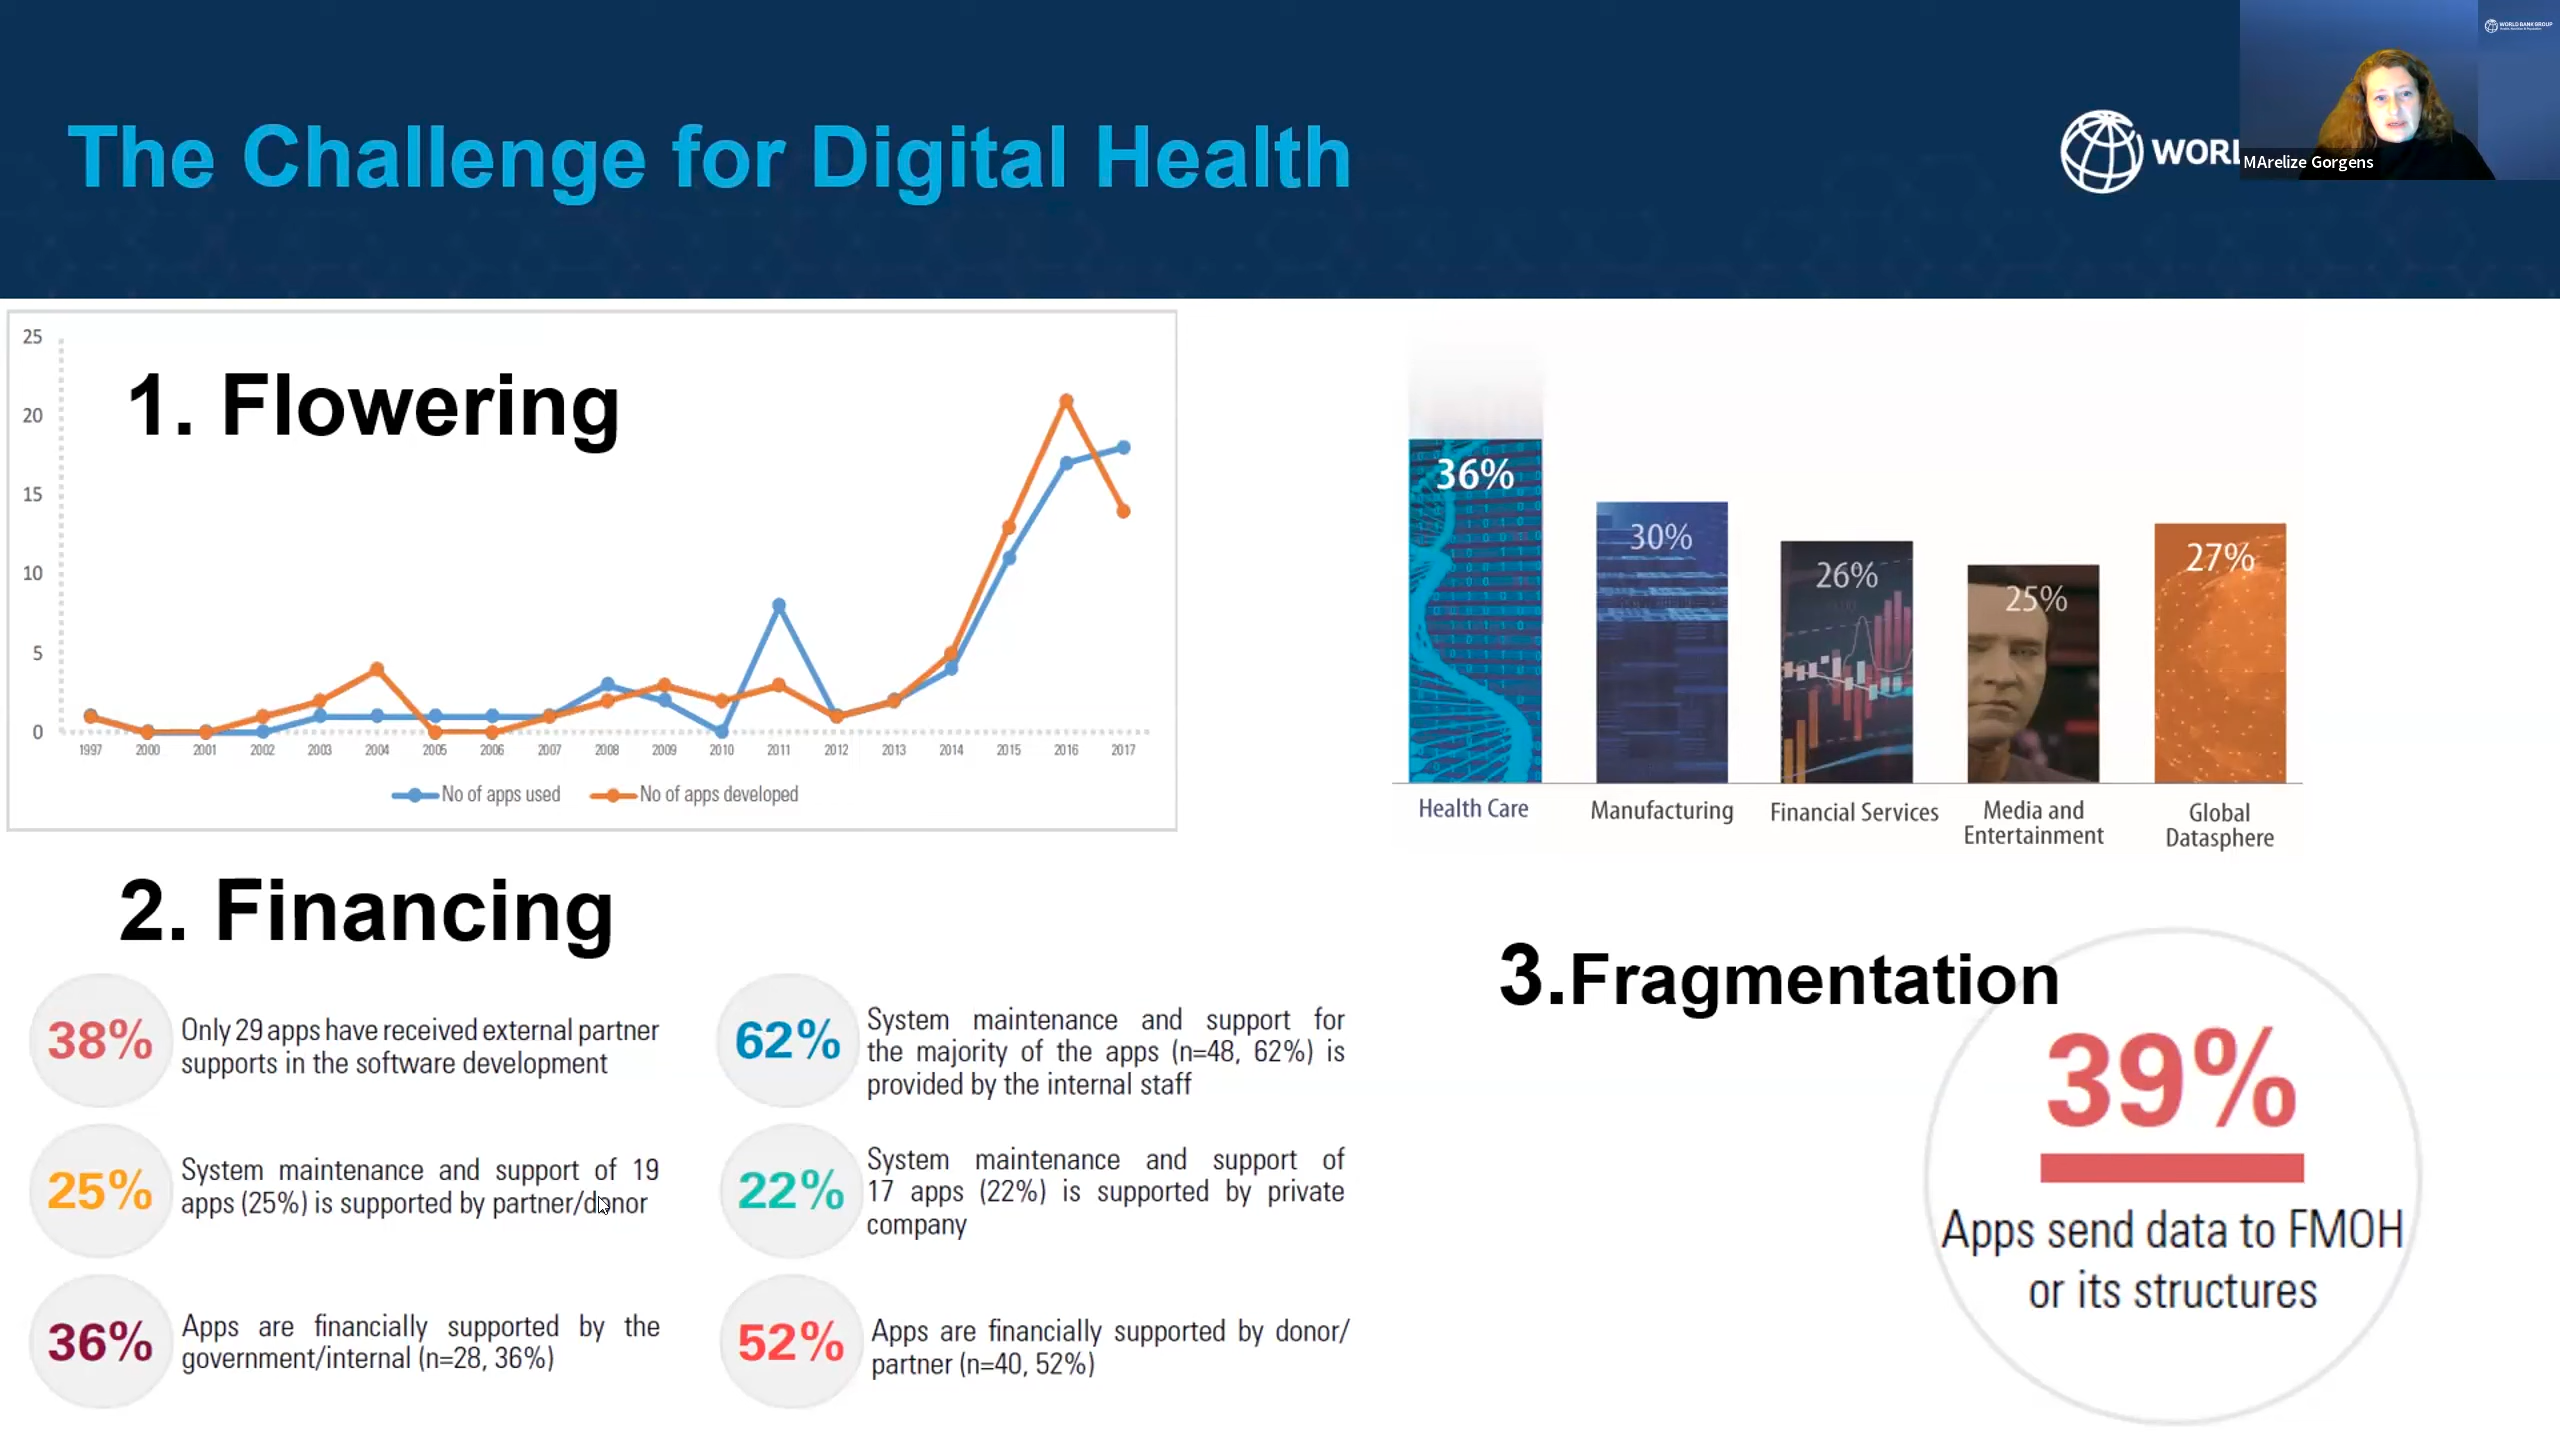 The Challenge for Digital Health
WORL
WORLD BANK GROUP
MArelize Gorgens
1. Flowering
25
20
15
10
5
0
1997 2000 2001 2002 2003 2004 2005 2006 2007 2008 2009 2010 2011 2012 2013 2014 2015 2016 2017
No of apps used No of apps developed
36%
30%
26%
25%
27%
Health Care
Manufacturing
Financial Services
Media and
Entertainment
Global
Datasphere
2. Financing
38%
Only 29 apps have received external partner
supports in the software development
62%
System maintenance and support for
the majority of the apps (n=48, 62%) is
provided by the internal staff
25%
System maintenance and support of 19
apps (25%) is supported by partner/donor
22%
System maintenance and support of
17 apps (22%) is supported by private
company
36%
Apps are financially supported by the
government/internal (n=28, 36%)
52%
Apps are financially supported by donor/
partner (n=40, 52%)
3.Fragmentation
39%
Apps send data to FMOH
or its structures